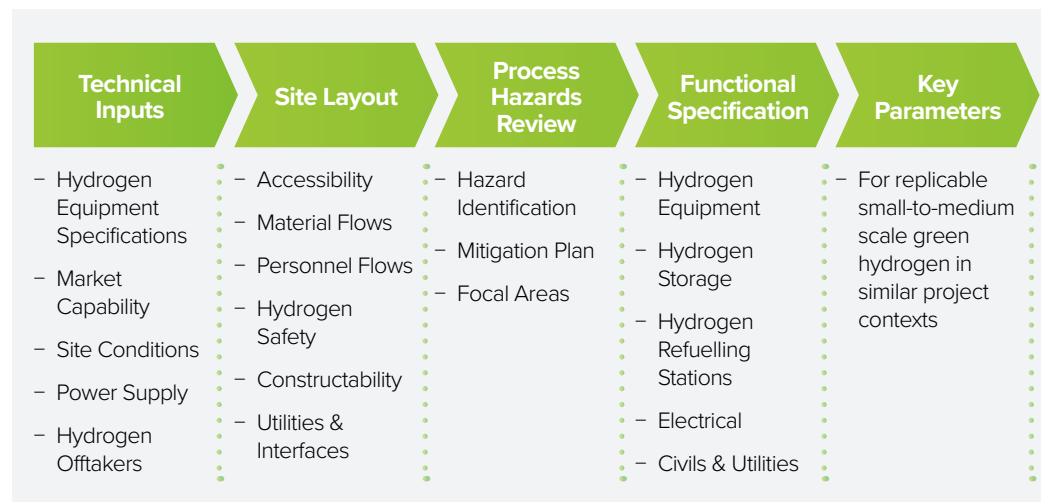 Technical
Inputs
Site Layout
Process
Hazards
Review
Functional
Specification
Key
Parameters
– Hydrogen
Equipment
Specifications
– Market
Capability
– Site Conditions
– Power Supply
– Hydrogen
Offtakers
– Accessibility
– Material Flows
– Personnel Flows
– Hydrogen
Safety
– Constructability
– Utilities &
Interfaces
– Hazard
Identification
– Mitigation Plan
– Focal Areas
– Hydrogen
Equipment
– Hydrogen
Storage
– Hydrogen
Refuelling
Stations
– Electrical
– Civils & Utilities
– For replicable
small-to-medium
scale green
hydrogen in
similar project
contexts